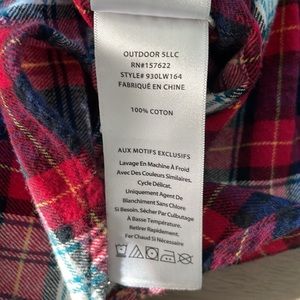 OUTDOOR SLLC
RN#157622
STYLE# 930LW164
FABRIQUÉ EN CHINE
100% COTON
AUX MOTIFS EXCLUSIFS
Lavage En Machine À Froid
Avec Des Couleurs Similaires.
Cycle Délicat.
Uniquement Agent De
Blanchiment Sans Chlore
Si Besoin. Sécher Par Culbutage
À Basse Température.
Retirer Rapidement.
Fer Chaud Si Nécessaire